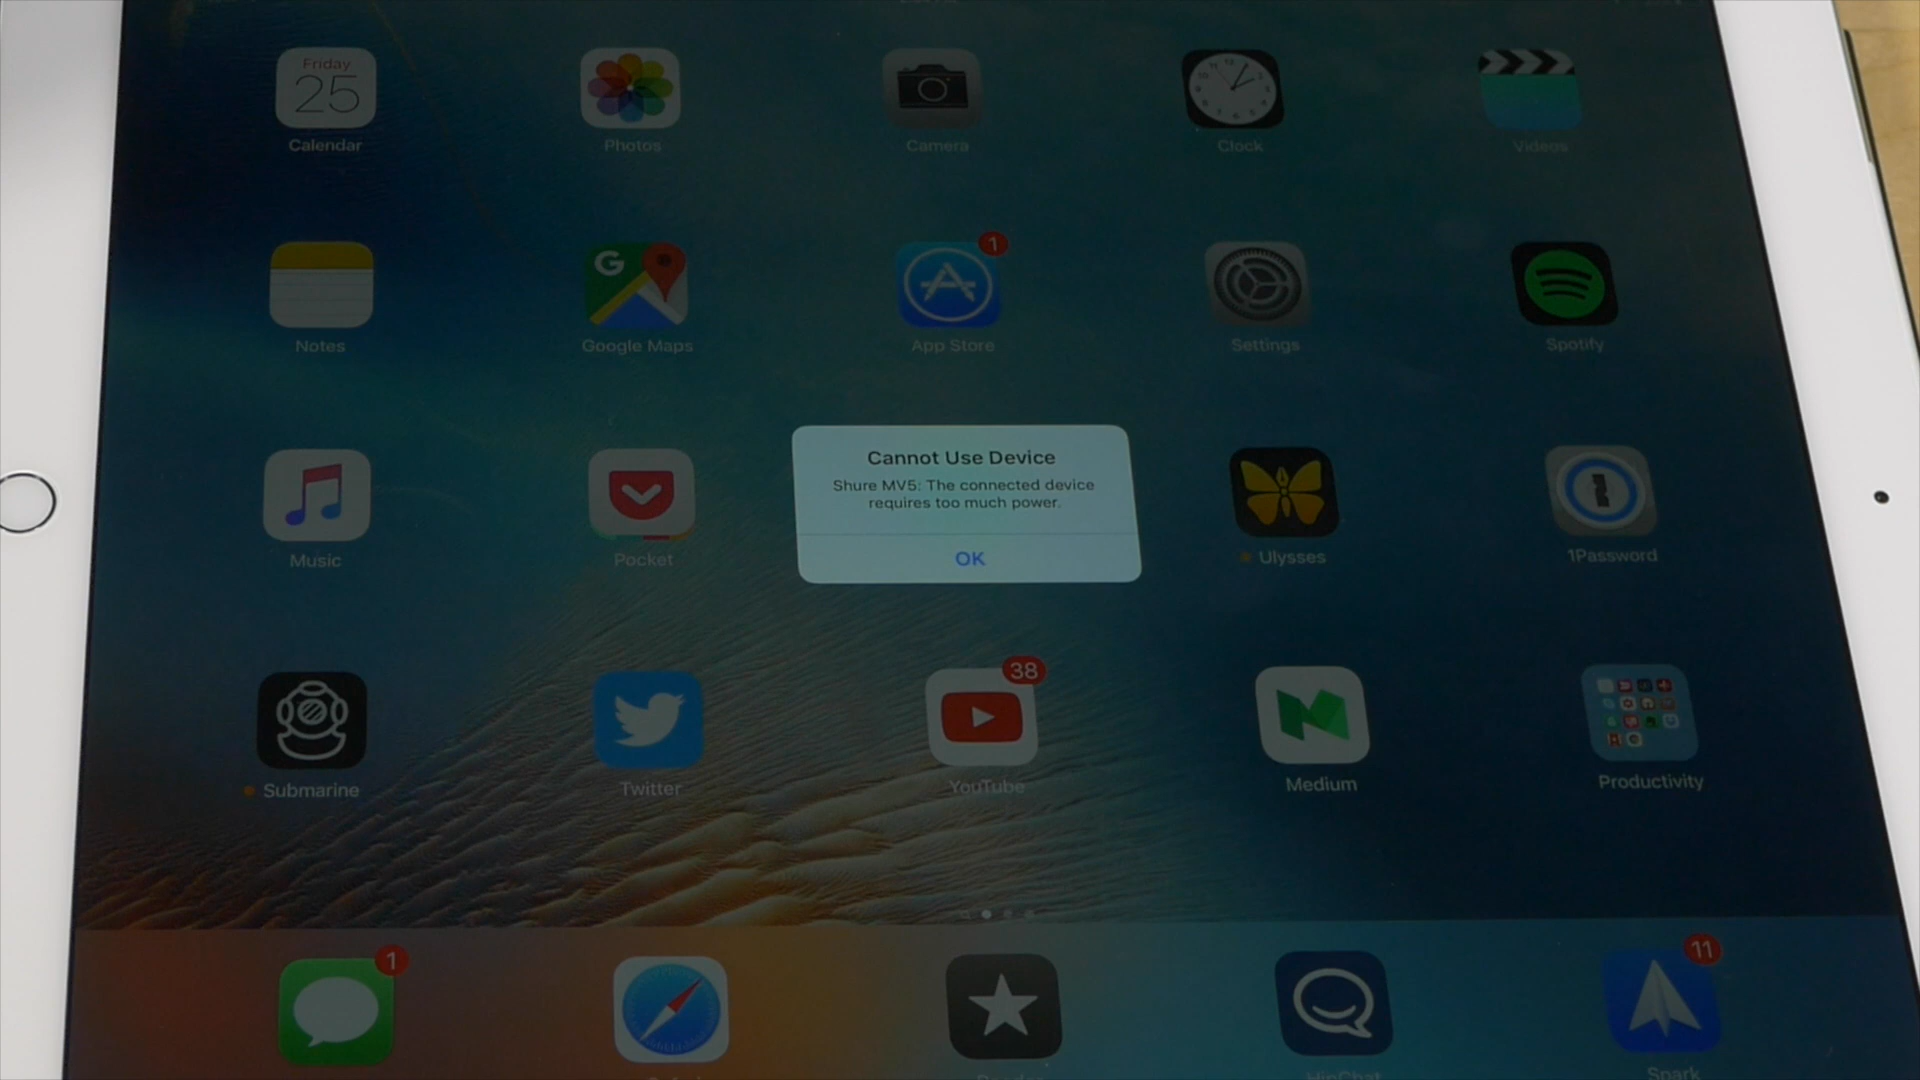 Friday
25
Calendar
Photos
Camera
Clock
Videos
Notes
G
Google Maps
1
App Store
Settings
Spotify
Music
Pocket
Cannot Use Device
Shure MV5: The connected device
requires too much power.
OK
Ulysses
1Password
Submarine
Twitter
38
YouTube
Medium
Productivity
1
11
HipChat
Spark